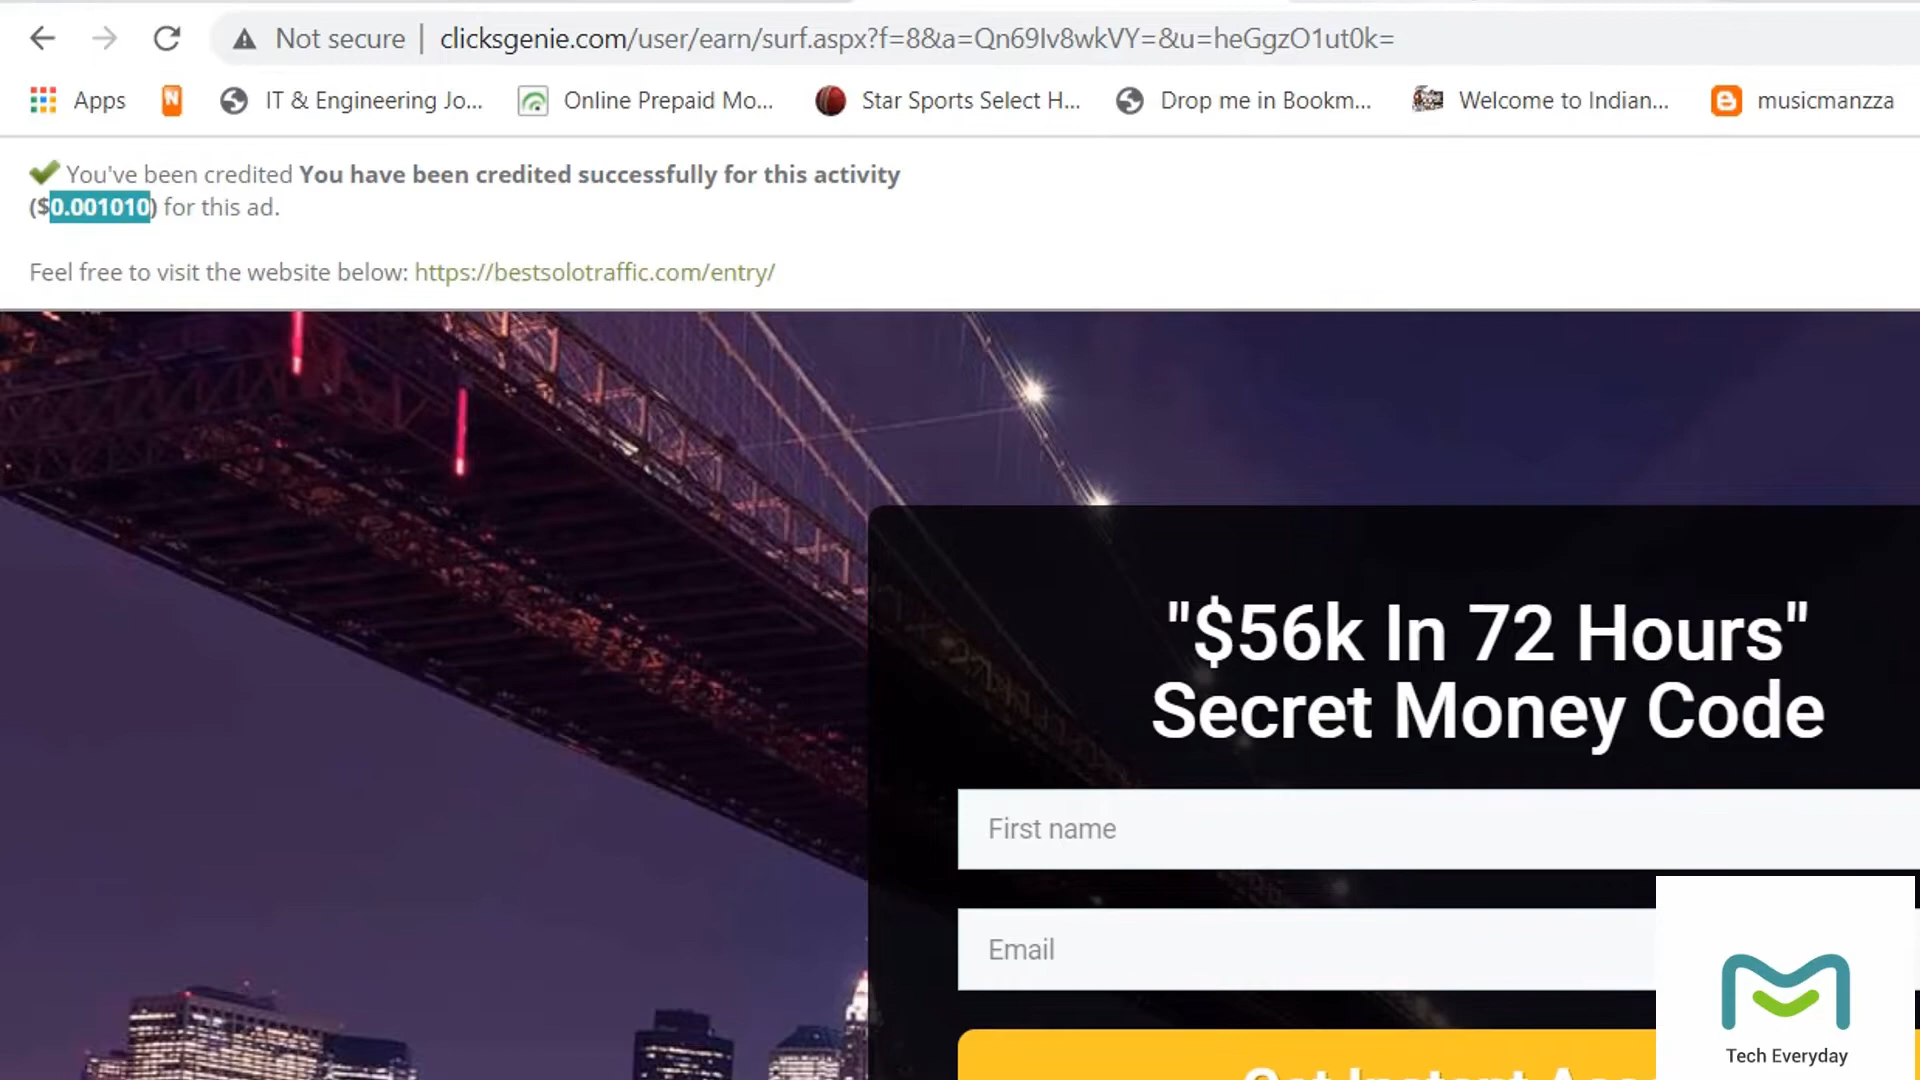 Not secure | clicksgenie.com/user/earn/surf.aspx?f=8&a=Qn69Iv8wkVY=&u=heGgzO1ut0k=
Apps IT & Engineering Jo... Online Prepaid Mo... Star Sports Select H... Drop me in Bookm... Welcome to Indian... musicmanzza
You've been credited You have been credited successfully for this activity
($0.001010) for this ad.
Feel free to visit the website below: https://bestsolotraffic.com/entry/
"$56k In 72 Hours"
Secret Money Code
First name
Email
Tech Everyday